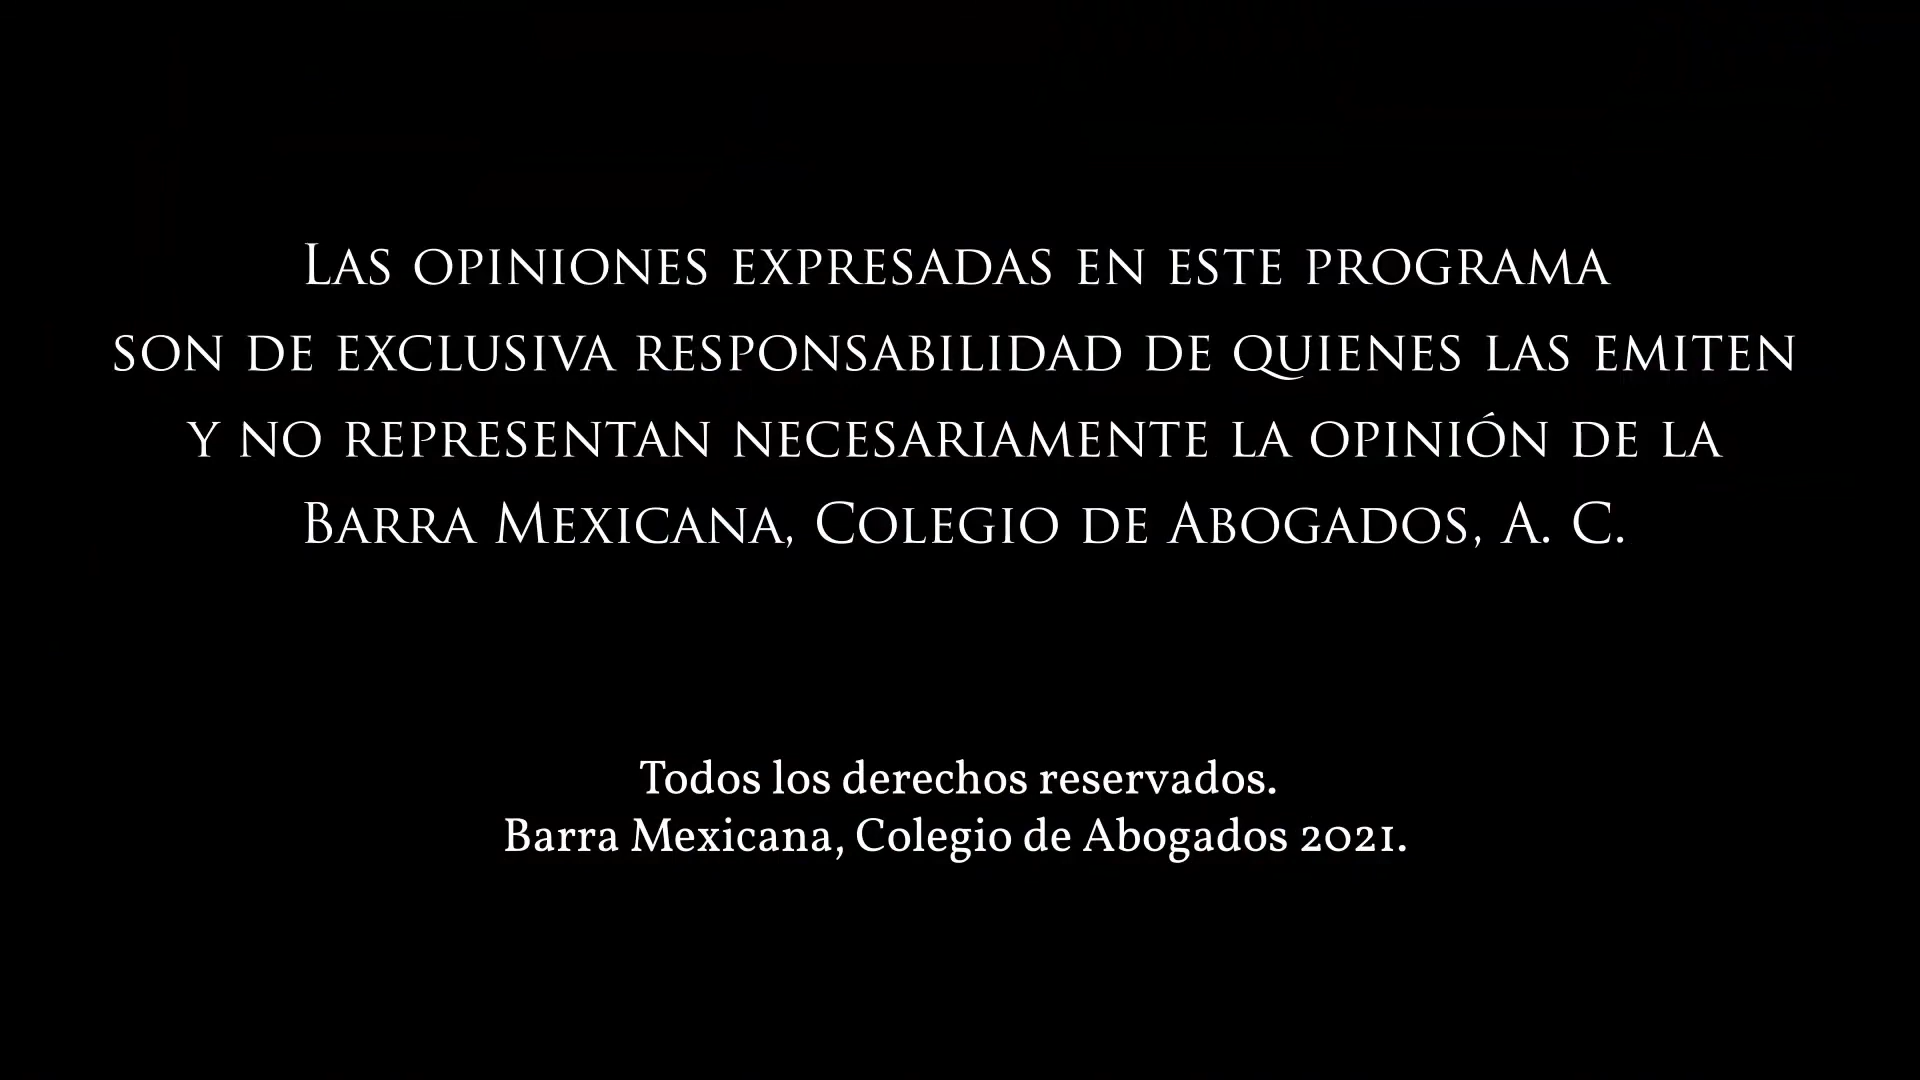 Las opiniones expresadas en este programa
son de exclusiva responsabilidad de quienes las emiten
y no representan necesariamente la opinión de la
Barra Mexicana, Colegio de Abogados, A. C.
Todos los derechos reservados.
Barra Mexicana, Colegio de Abogados 2021.